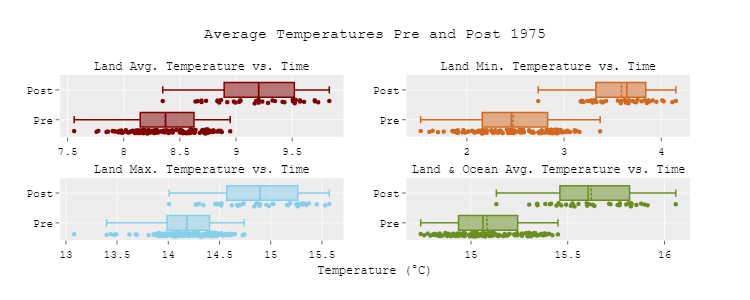 Average Temperatures Pre and Post 1975
Land Avg. Temperature vs. Time
Post
Pre
7.5 8 8.5 9 9.5
Land Min. Temperature vs. Time
Post
Pre
2 3 4
Land Max. Temperature vs. Time
Post
Pre
13 13.5 14 14.5 15 15.5
Land & Ocean Avg. Temperature vs. Time
Post
Pre
15 15.5 16
Temperature (°C)